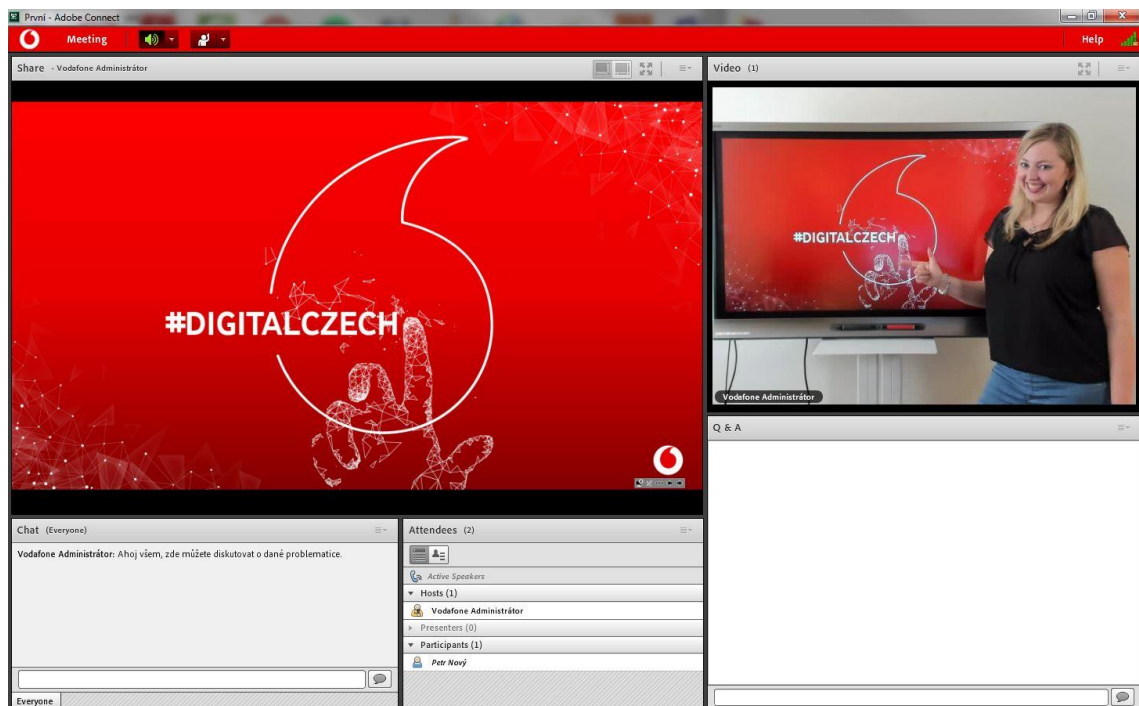 První - Adobe Connect
Meeting
Help
Share - Vodafone Administrátor
#DIGITALCZECH
Video (1)
#DIGITALCZECH
Vodafone Administrátor
Q & A
Chat (Everyone)
Vodafone Administrátor: Ahoj všem, zde můžete diskutovat o dané problematice.
Everyone
Attendees (2)
Active Speakers
Hosts (1)
Vodafone Administrátor
Presenters (0)
Participants (1)
Petr Nový